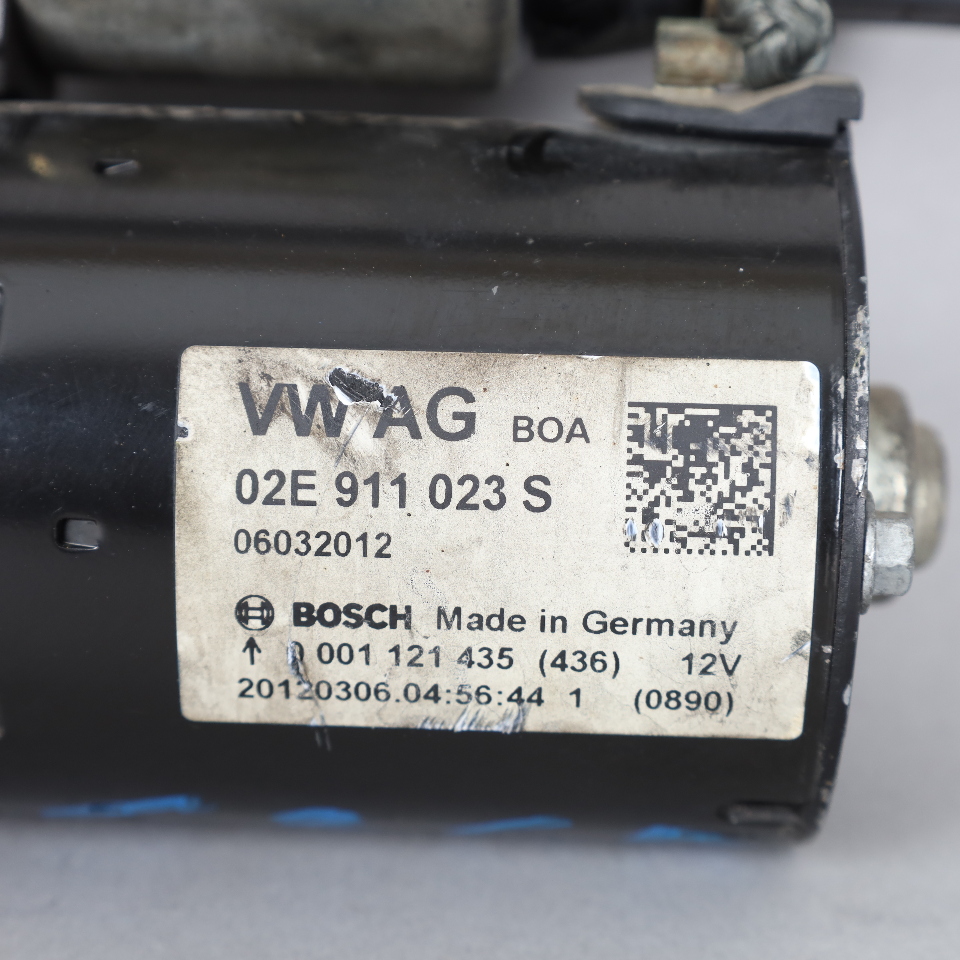 VW AG BOA
02E 911 023 S
06032012
BOSCH Made in Germany
↑ 0 001 121 435 (436) 12V
20120306.04:56:44 1 (0890)